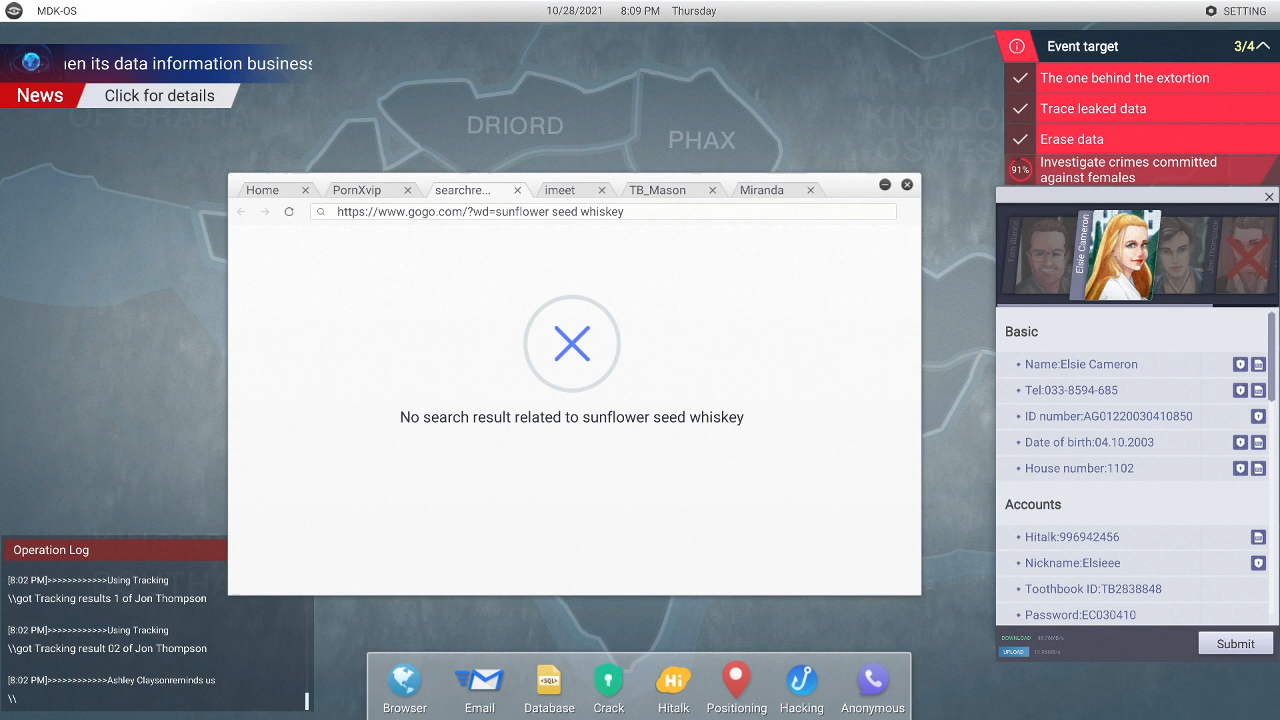 MDK-OS
10/28/2021 8:09 PM Thursday
SETTING
en its data information business
News
Click for details
Event target
3/4
The one behind the extortion
Trace leaked data
Erase data
91%
Investigate crimes committed
against females
DRIORD
PHAX
Home
PornXvip
searchre...
imeet
TB_Mason
Miranda
https://www.gogo.com/?wd=sunflower seed whiskey
No search result related to sunflower seed whiskey
Elsie Cameron
Jon Thompson
Basic
• Name:Elsie Cameron
• Tel:033-8594-685
• ID number:AG01220030410850
• Date of birth:04.10.2003
• House number:1102
Accounts
• Hitalk:996942456
• Nickname:Elsieee
• Toothbook ID:TB2838848
• Password:EC030410
DOWNLOAD
UPLOAD
Submit
Operation Log
[8:02 PM]>>>>>>>>>>>>Using Tracking
\\got Tracking results 1 of Jon Thompson
[8:02 PM]>>>>>>>>>>>>Using Tracking
\\got Tracking result 02 of Jon Thompson
[8:02 PM]>>>>>>>>>>>>Ashley Claysonreminds us
\\
<SQL>
Hi
Browser
Email
Database
Crack
Hitalk
Positioning
Hacking
Anonymous